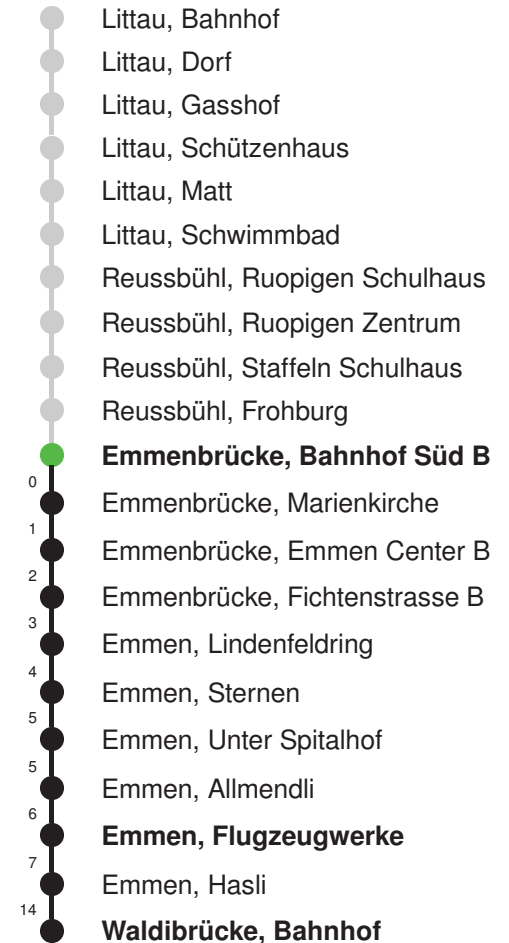 Littau, Bahnhof
Littau, Dorf
Littau, Gasshof
Littau, Schützenhaus
Littau, Matt
Littau, Schwimmbad
Reussbühl, Ruopigen Schulhaus
Reussbühl, Ruopigen Zentrum
Reussbühl, Staffeln Schulhaus
Reussbühl, Frohburg
Emmenbrücke, Bahnhof Süd B
0
Emmenbrücke, Marienkirche
1
Emmenbrücke, Emmen Center B
2
Emmenbrücke, Fichtenstrasse B
3
Emmen, Lindenfeldring
4
Emmen, Sternen
5
Emmen, Unter Spitalhof
5
Emmen, Allmendli
6
Emmen, Flugzeugwerke
7
Emmen, Hasli
14
Waldibrücke, Bahnhof